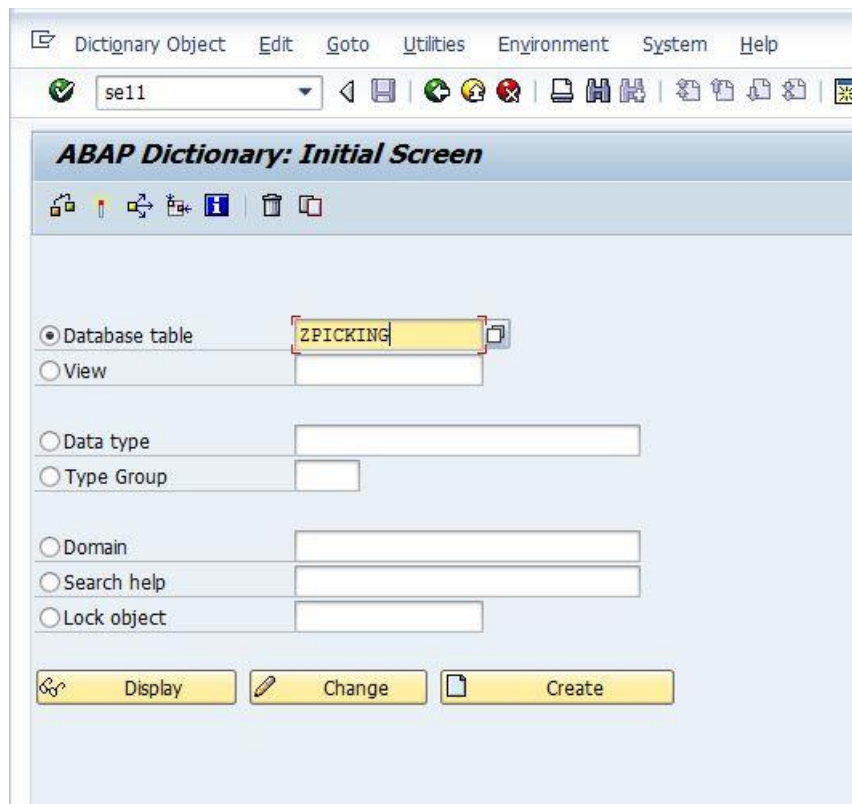 Dictionary Object Edit Goto Utilities Environment System Help
se11
ABAP Dictionary: Initial Screen
Database table ZPICKING
View
Data type
Type Group
Domain
Search help
Lock object
Display Change Create